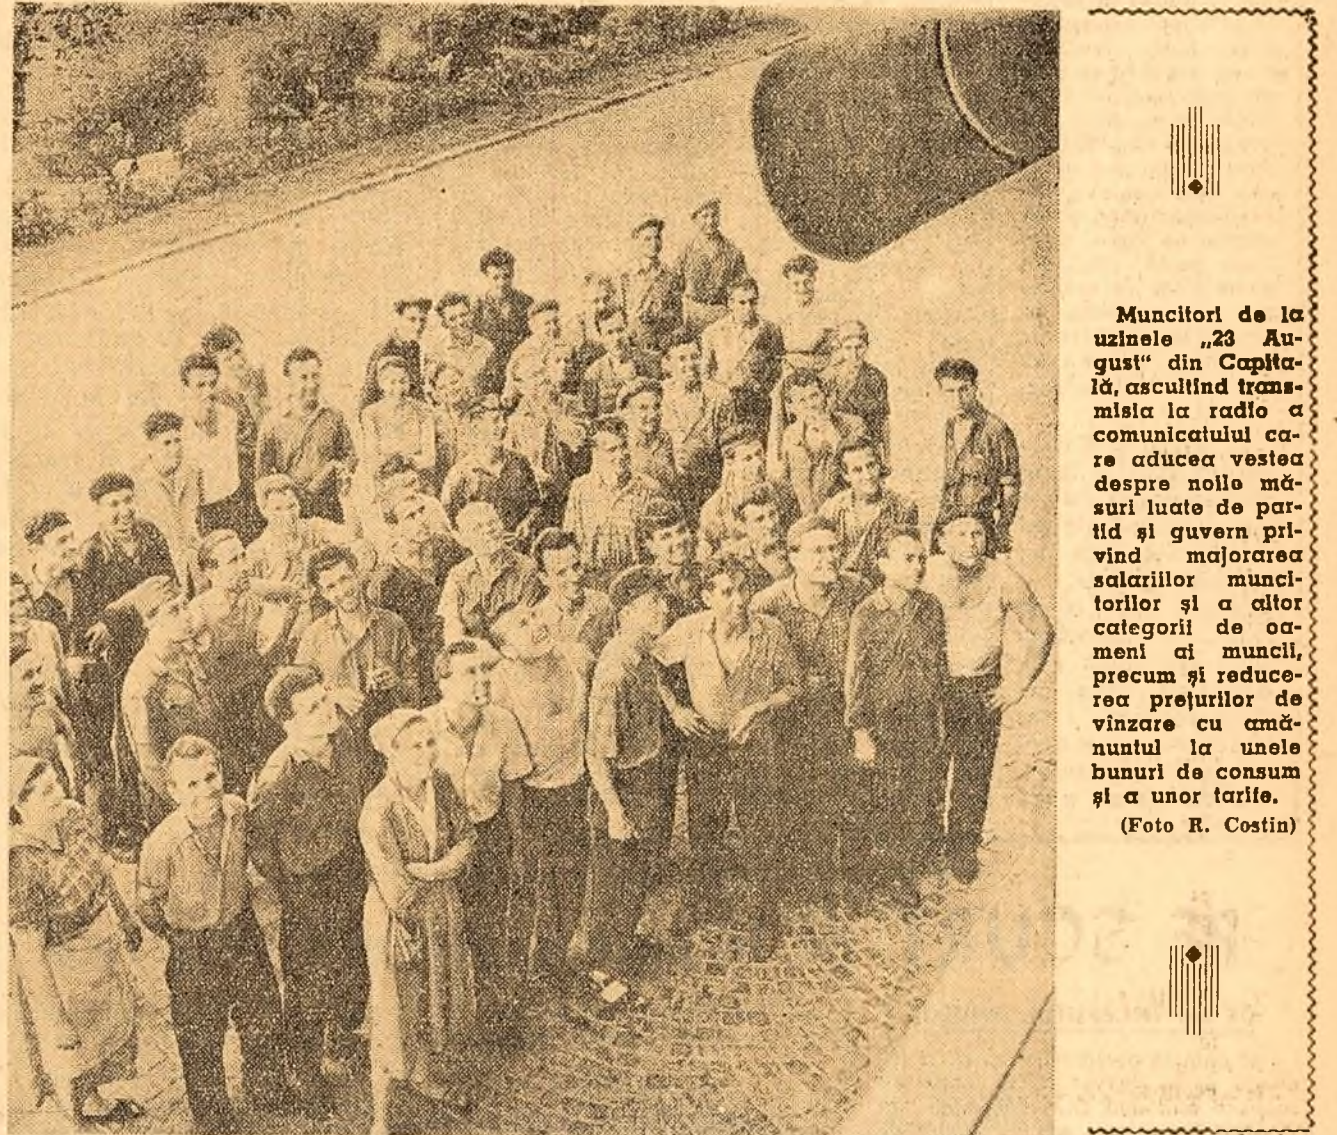 Muncitori de la
uzinele „23 Au-
gust“ din Capita-
lă, ascultînd trans-
misia la radio a
comunicatului ca-
re aducea vestea
despre noile mă-
suri luate de par-
tid și guvern pri-
vind majorarea
salariilor munci-
torilor și a altor
categorii de oa-
meni ai muncii,
precum și reduce-
rea prețurilor de
vînzare cu amă-
nuntul la unele
bunuri de consum
și a unor tarife.
(Foto R. Costin)